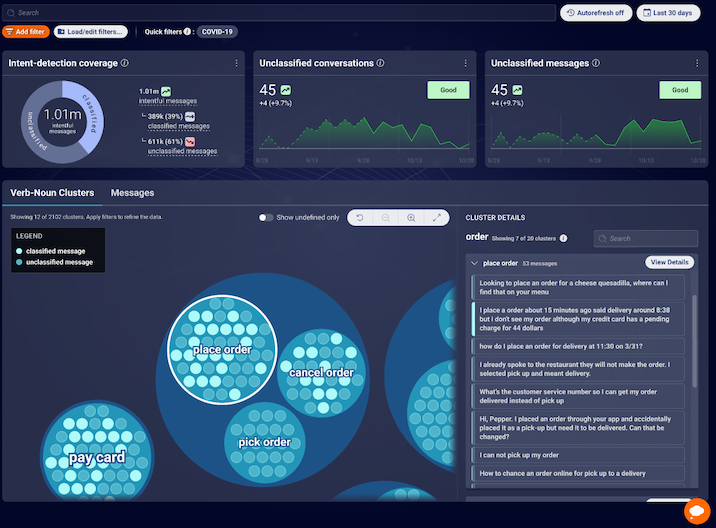 Search
Autorefresh off
Last 30 days
Add filter
Load/edit filters...
Quick filters :
COVID-19
Intent-detection coverage
1.01m
intentful
messages
classified
unclassified
1.01m
intentful messages
389k (39%)
classified messages
611k (61%)
unclassified messages
Unclassified conversations
45
+4 (+9.7%)
Good
8/28 9/13 9/13 10/38
Unclassified messages
45
+4 (+9.7%)
Good
8/28 9/13 9/13 10/38
Verb-Noun Clusters
Messages
Showing 12 of 2102 clusters. Apply filters to refine the data.
Show undefined only
LEGEND
classified message
unclassified message
place order
cancel order
pick order
pay card
CLUSTER DETAILS
order Showing 7 of 20 clusters
Search
place order 53 messages
View Details
Looking to place an order for a cheese quesadilla, where can I
find that on your menu
I place a order about 15 minutes ago said delivery around 8:38
but i don't see my order although my credit card has a pending
charge for 44 dollars
how do I place an order for delivery at 11:30 on 3/31?
I already spoke to the restaurant they will not make the order. I
selected pick up and meant delivery.
What's the customer service number so I can get my order
delivered instead of pick up
Hi, Pepper. I placed an order through your app and accidentally
placed it as a pick-up but need it to be delivered. Can that be
changed?
I can not pick up my order
How to chance an order online for pick up to a delivery